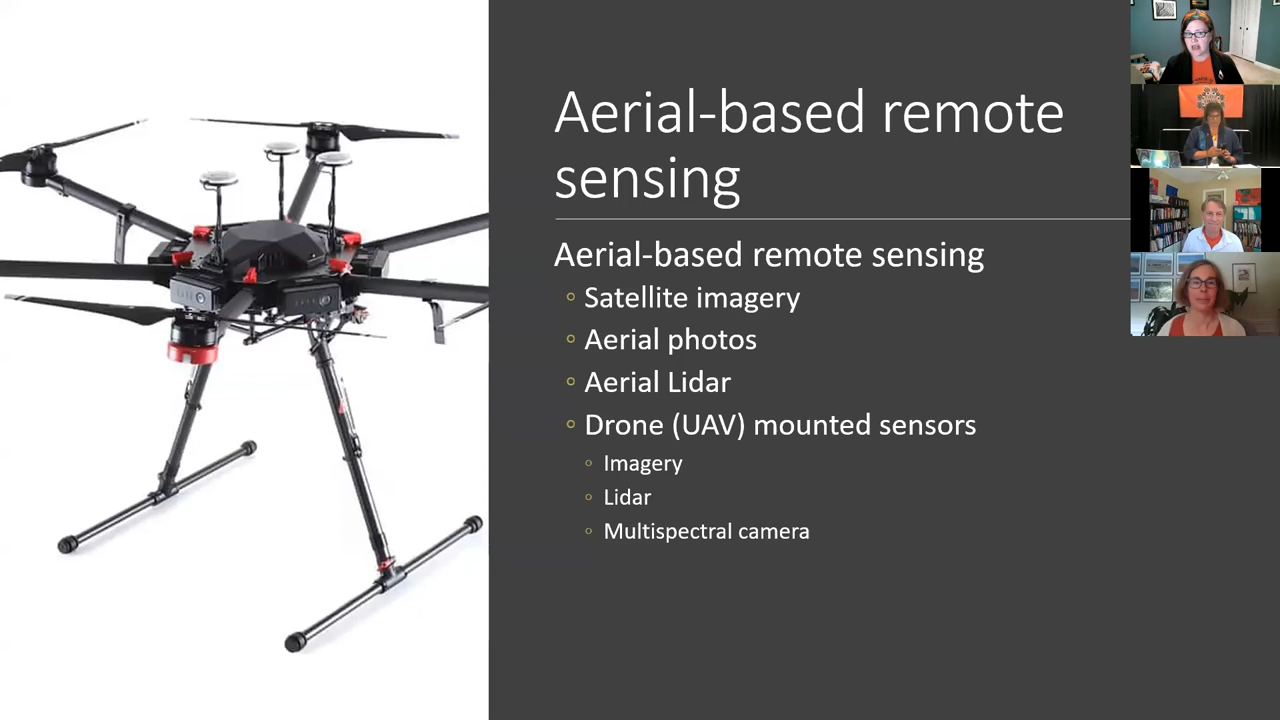 Aerial-based remote
sensing
Aerial-based remote sensing
Satellite imagery
Aerial photos
Aerial Lidar
Drone (UAV) mounted sensors
Imagery
Lidar
Multispectral camera